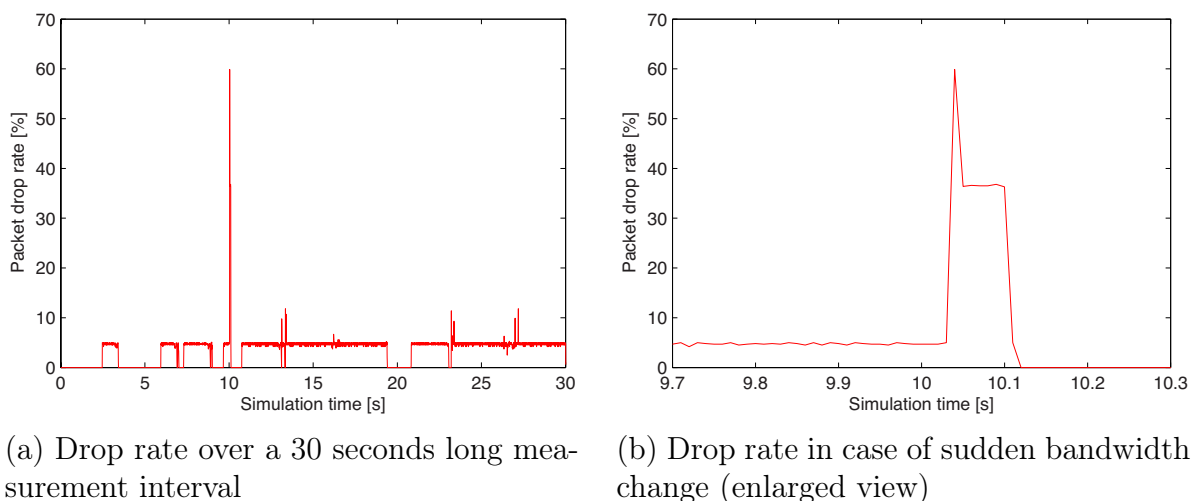 70
60
50
40
30
20
10
0
Packet drop rate [%]
0 5 10 15 20 25 30
Simulation time [s]
(a) Drop rate over a 30 seconds long mea-
surement interval
70
60
50
40
30
20
10
0
Packet drop rate [%]
9.7 9.8 9.9 10 10.1 10.2 10.3
Simulation time [s]
(b) Drop rate in case of sudden bandwidth
change (enlarged view)